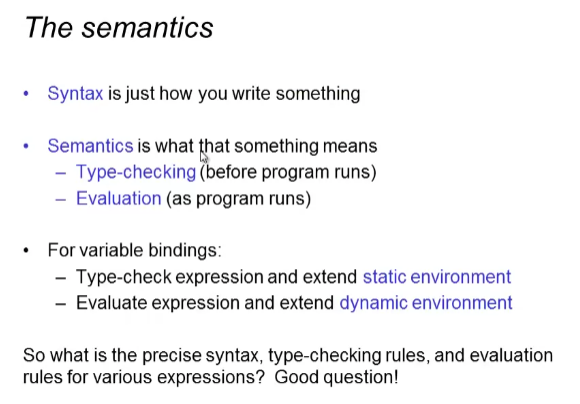 The semantics
• Syntax is just how you write something
• Semantics is what that something means
– Type-checking (before program runs)
– Evaluation (as program runs)
• For variable bindings:
– Type-check expression and extend static environment
– Evaluate expression and extend dynamic environment
So what is the precise syntax, type-checking rules, and evaluation
rules for various expressions? Good question!